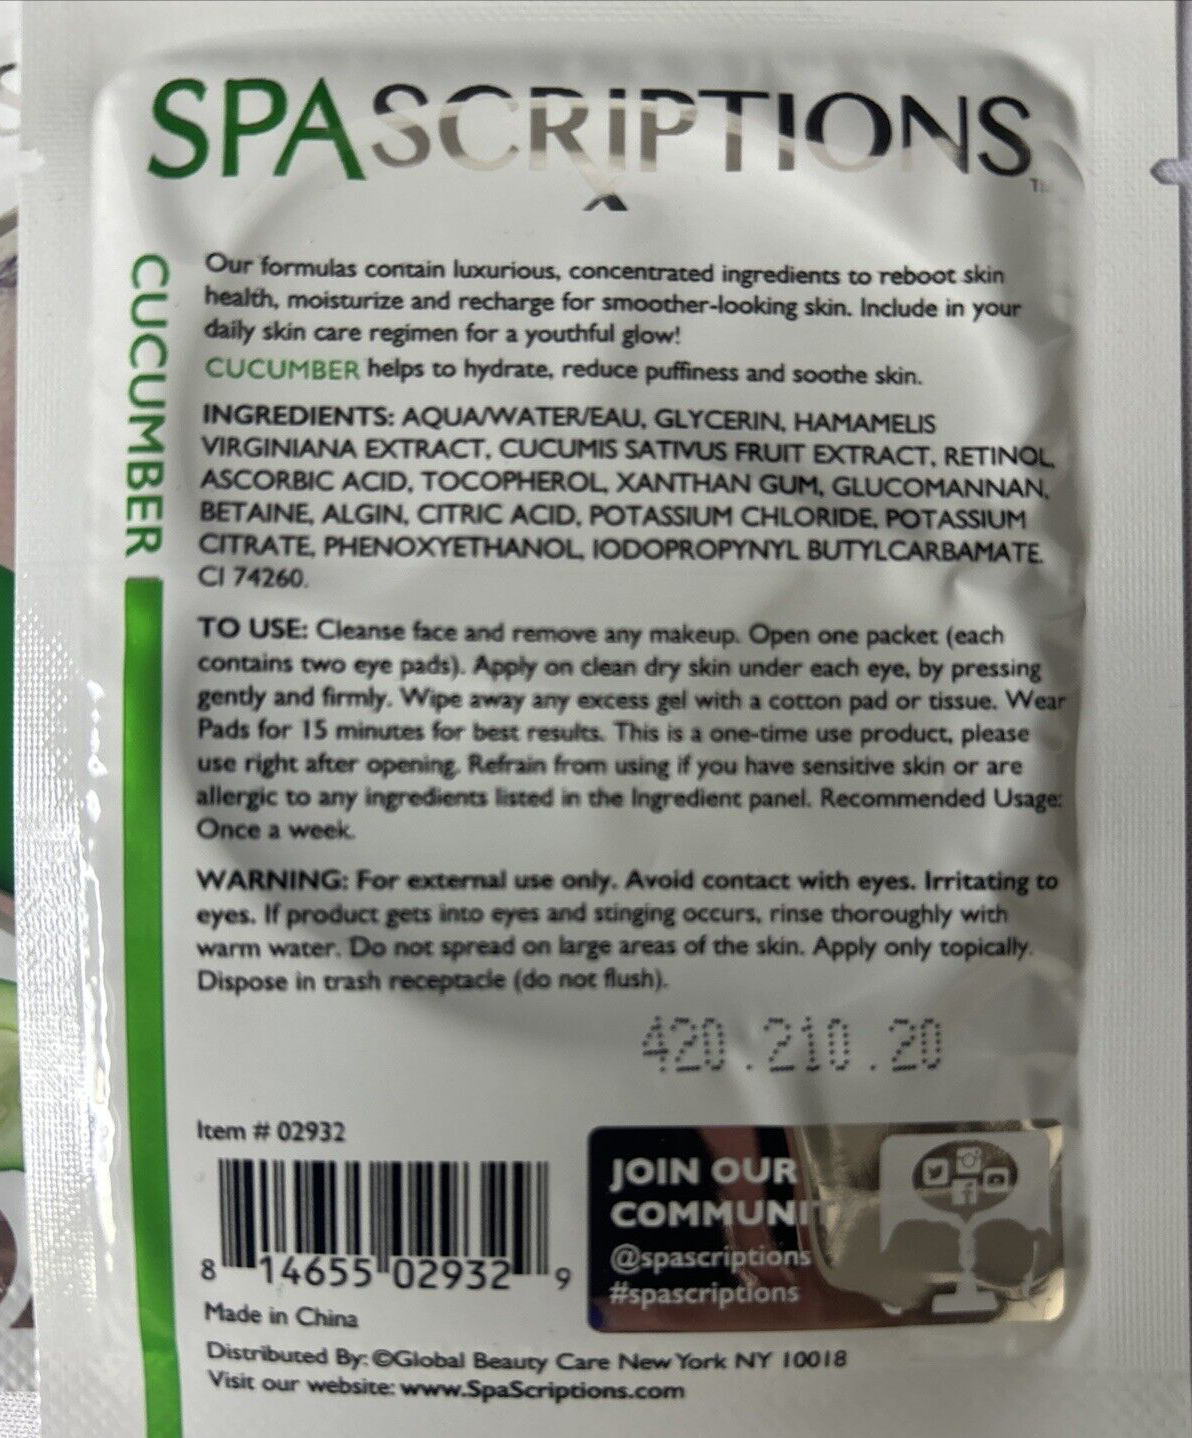 SPASCRIPTIONS
TM
CUCUMBER
Our formulas contain luxurious, concentrated ingredients to reboot skin
health, moisturize and recharge for smoother-looking skin. Include in your
daily skin care regimen for a youthful glow!
CUCUMBER helps to hydrate, reduce puffiness and soothe skin.
INGREDIENTS: AQUA/WATER/EAU, GLYCERIN, HAMAMELIS
VIRGINIANA EXTRACT, CUCUMIS SATIVUS FRUIT EXTRACT, RETINOL,
ASCORBIC ACID, TOCOPHEROL, XANTHAN GUM, GLUCOMANNAN,
BETAINE, ALGIN, CITRIC ACID, POTASSIUM CHLORIDE, POTASSIUM
CITRATE, PHENOXYETHANOL, IODOPROPYNYL BUTYLCARBAMATE.
CI 74260.
TO USE: Cleanse face and remove any makeup. Open one packet (each
contains two eye pads). Apply on clean dry skin under each eye, by pressing
gently and firmly. Wipe away any excess gel with a cotton pad or tissue. Wear
Pads for 15 minutes for best results. This is a one-time use product, please
use right after opening. Refrain from using if you have sensitive skin or are
allergic to any ingredients listed in the Ingredient panel. Recommended Usage:
Once a week.
WARNING: For external use only. Avoid contact with eyes. Irritating to
eyes. If product gets into eyes and stinging occurs, rinse thoroughly with
warm water. Do not spread on large areas of the skin. Apply only topically.
Dispose in trash receptacle (do not flush).
420.210.20
Item # 02932
8 14655 02932 9
JOIN OUR
COMMUNITY
@spascriptions
#spascriptions
Made in China
Distributed By: ©Global Beauty Care New York NY 10018
Visit our website: www.SpaScriptions.com